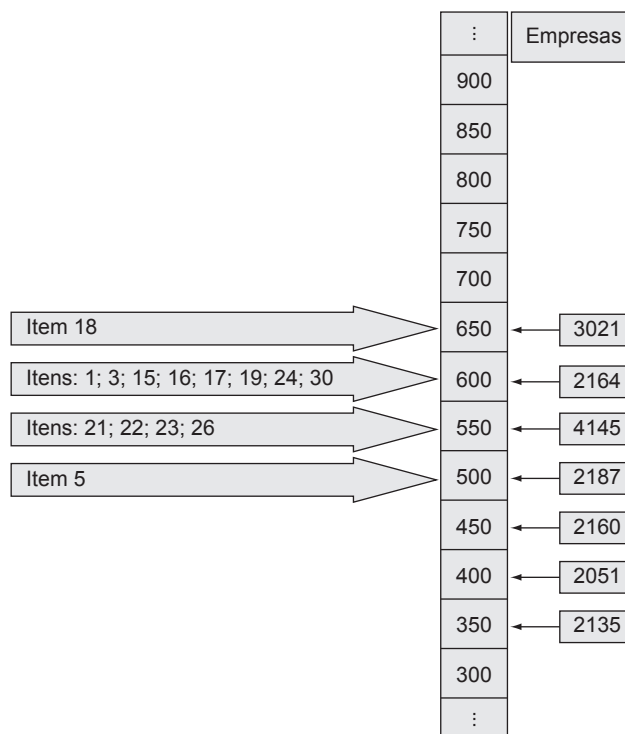 ⋮ Empresas
900
850
800
750
700
Item 18 650 3021
Itens: 1; 3; 15; 16; 17; 19; 24; 30 600 2164
Itens: 21; 22; 23; 26 550 4145
Item 5 500 2187
450 2160
400 2051
350 2135
300
⋮